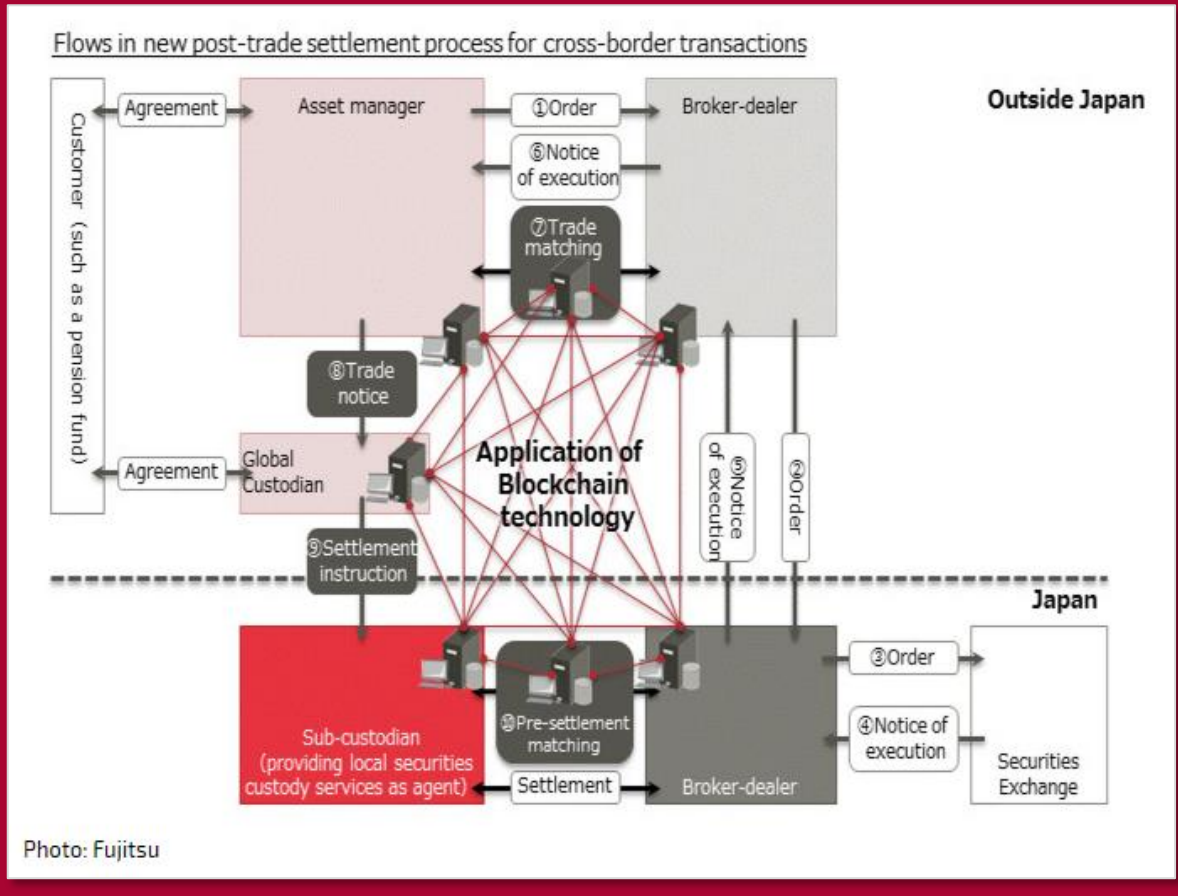 Flows in new post-trade settlement process for cross-border transactions
Outside Japan
Customer (such as a pension fund)
Agreement
Asset manager
①Order
Broker-dealer
⑥Notice
of execution
⑦Trade
matching
⑧Trade
notice
Agreement
Global
Custodian
Application of
Blockchain
technology
⑤Notice
of execution
②Order
⑨Settlement
instruction
Japan
③Order
④Notice of
execution
Securities
Exchange
Sub-custodian
(providing local securities
custody services as agent)
⑩Pre-settlement
matching
Settlement
Broker-dealer
Photo: Fujitsu